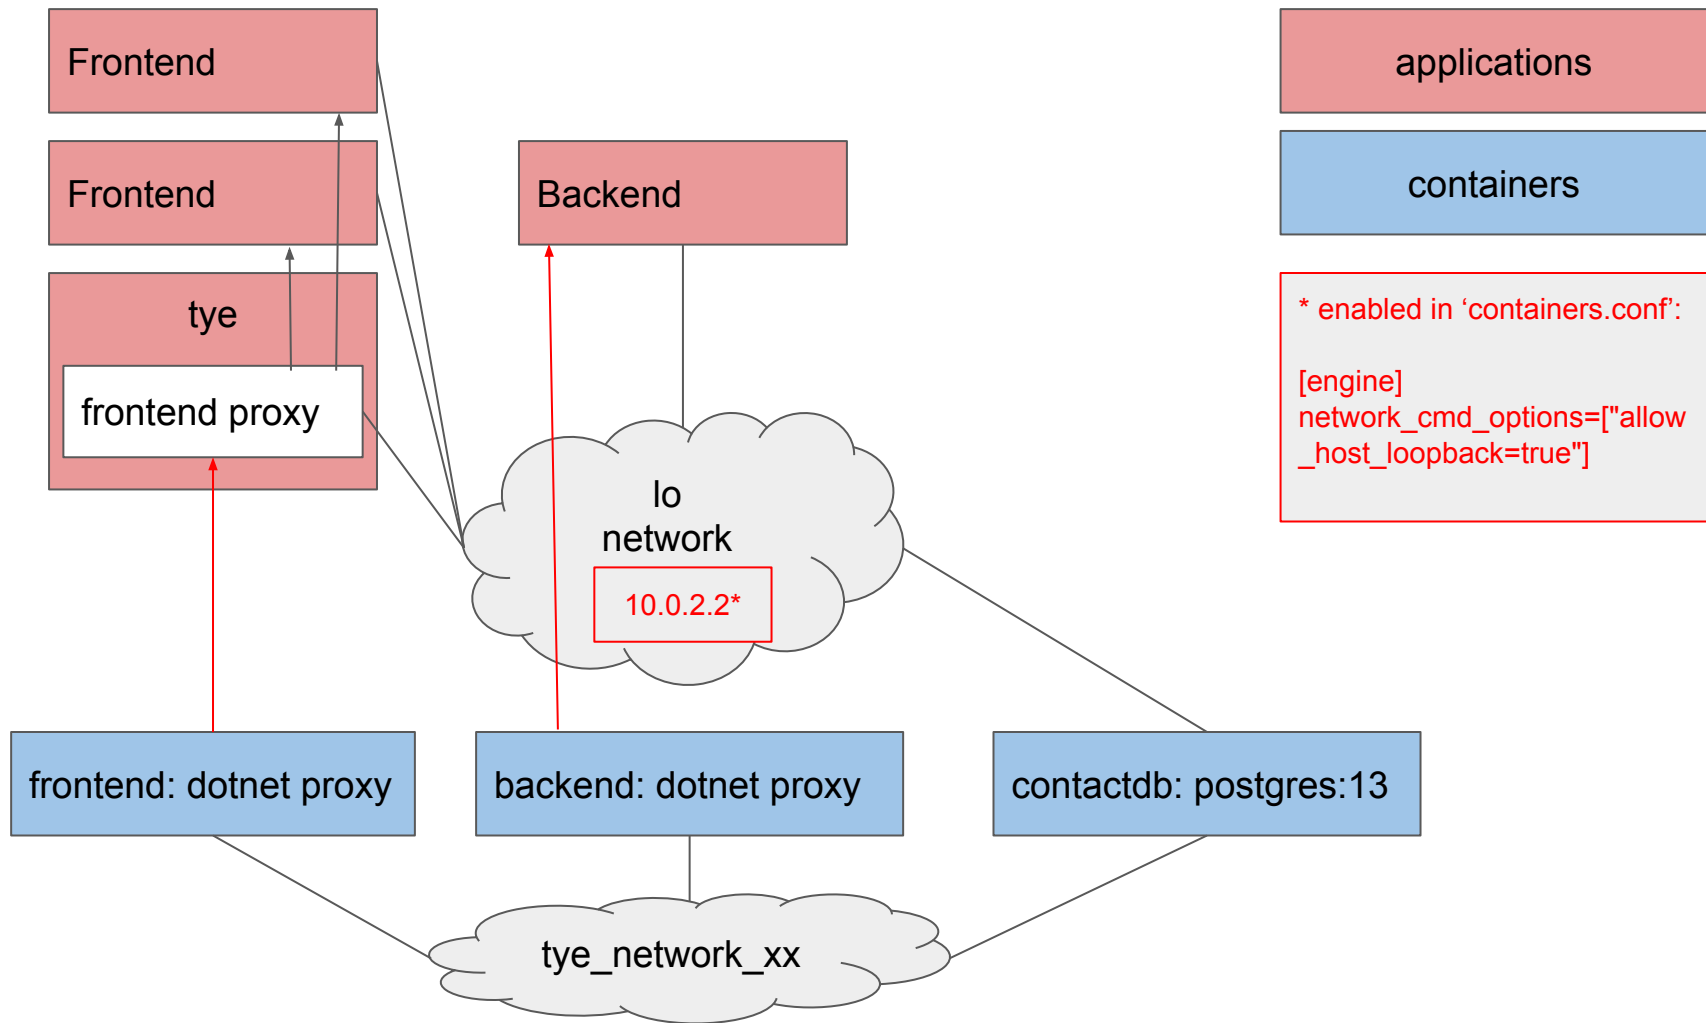 Frontend
applications
Frontend
Backend
containers
tye
frontend proxy
* enabled in ‘containers.conf’:
[engine]
network_cmd_options=["allow
_host_loopback=true"]
lo
network
10.0.2.2*
frontend: dotnet proxy
backend: dotnet proxy
contactdb: postgres:13
tye_network_xx